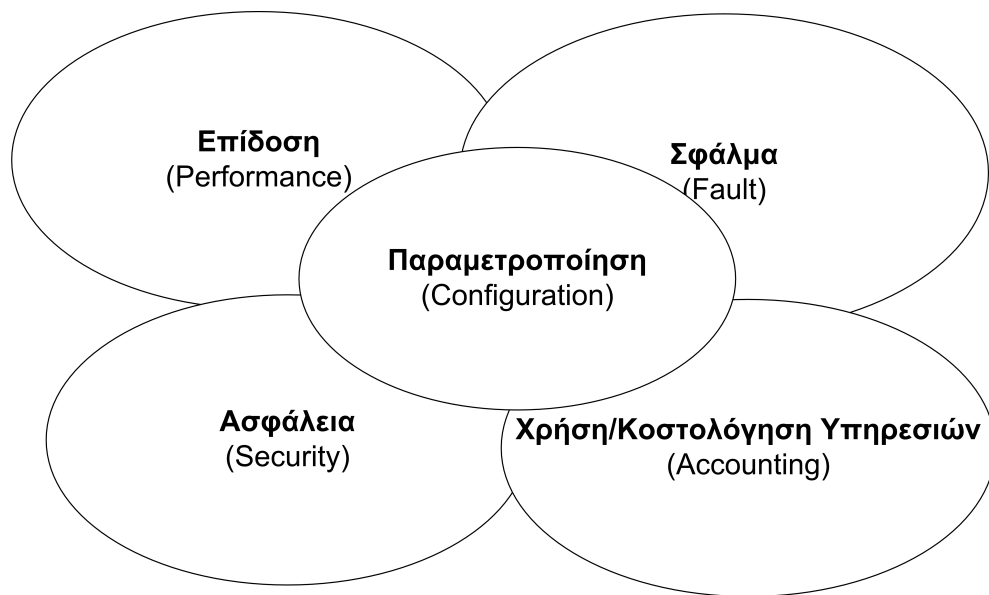 Επίδοση
(Performance)
Σφάλμα
(Fault)
Παραμετροποίηση
(Configuration)
Ασφάλεια
(Security)
Χρήση/Κοστολόγηση Υπηρεσιών
(Accounting)